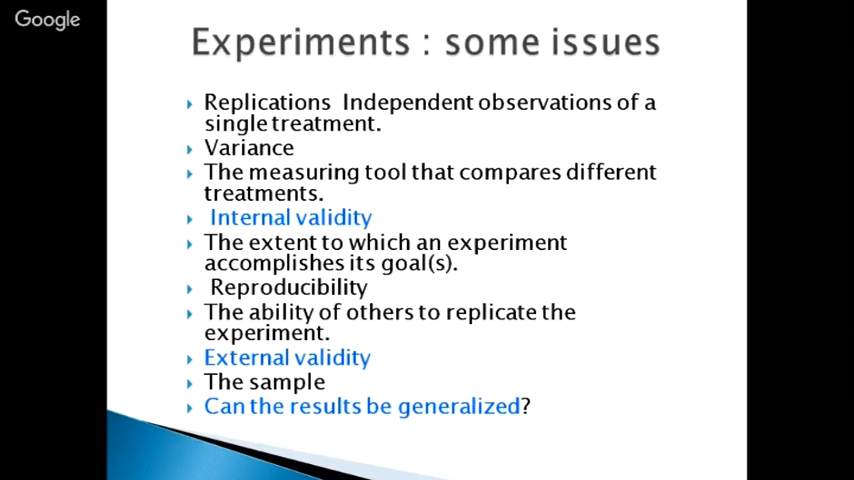 Google
Experiments : some issues
Replications Independent observations of a
single treatment.
Variance
The measuring tool that compares different
treatments.
Internal validity
The extent to which an experiment
accomplishes its goal(s).
Reproducibility
The ability of others to replicate the
experiment.
External validity
The sample
Can the results be generalized?